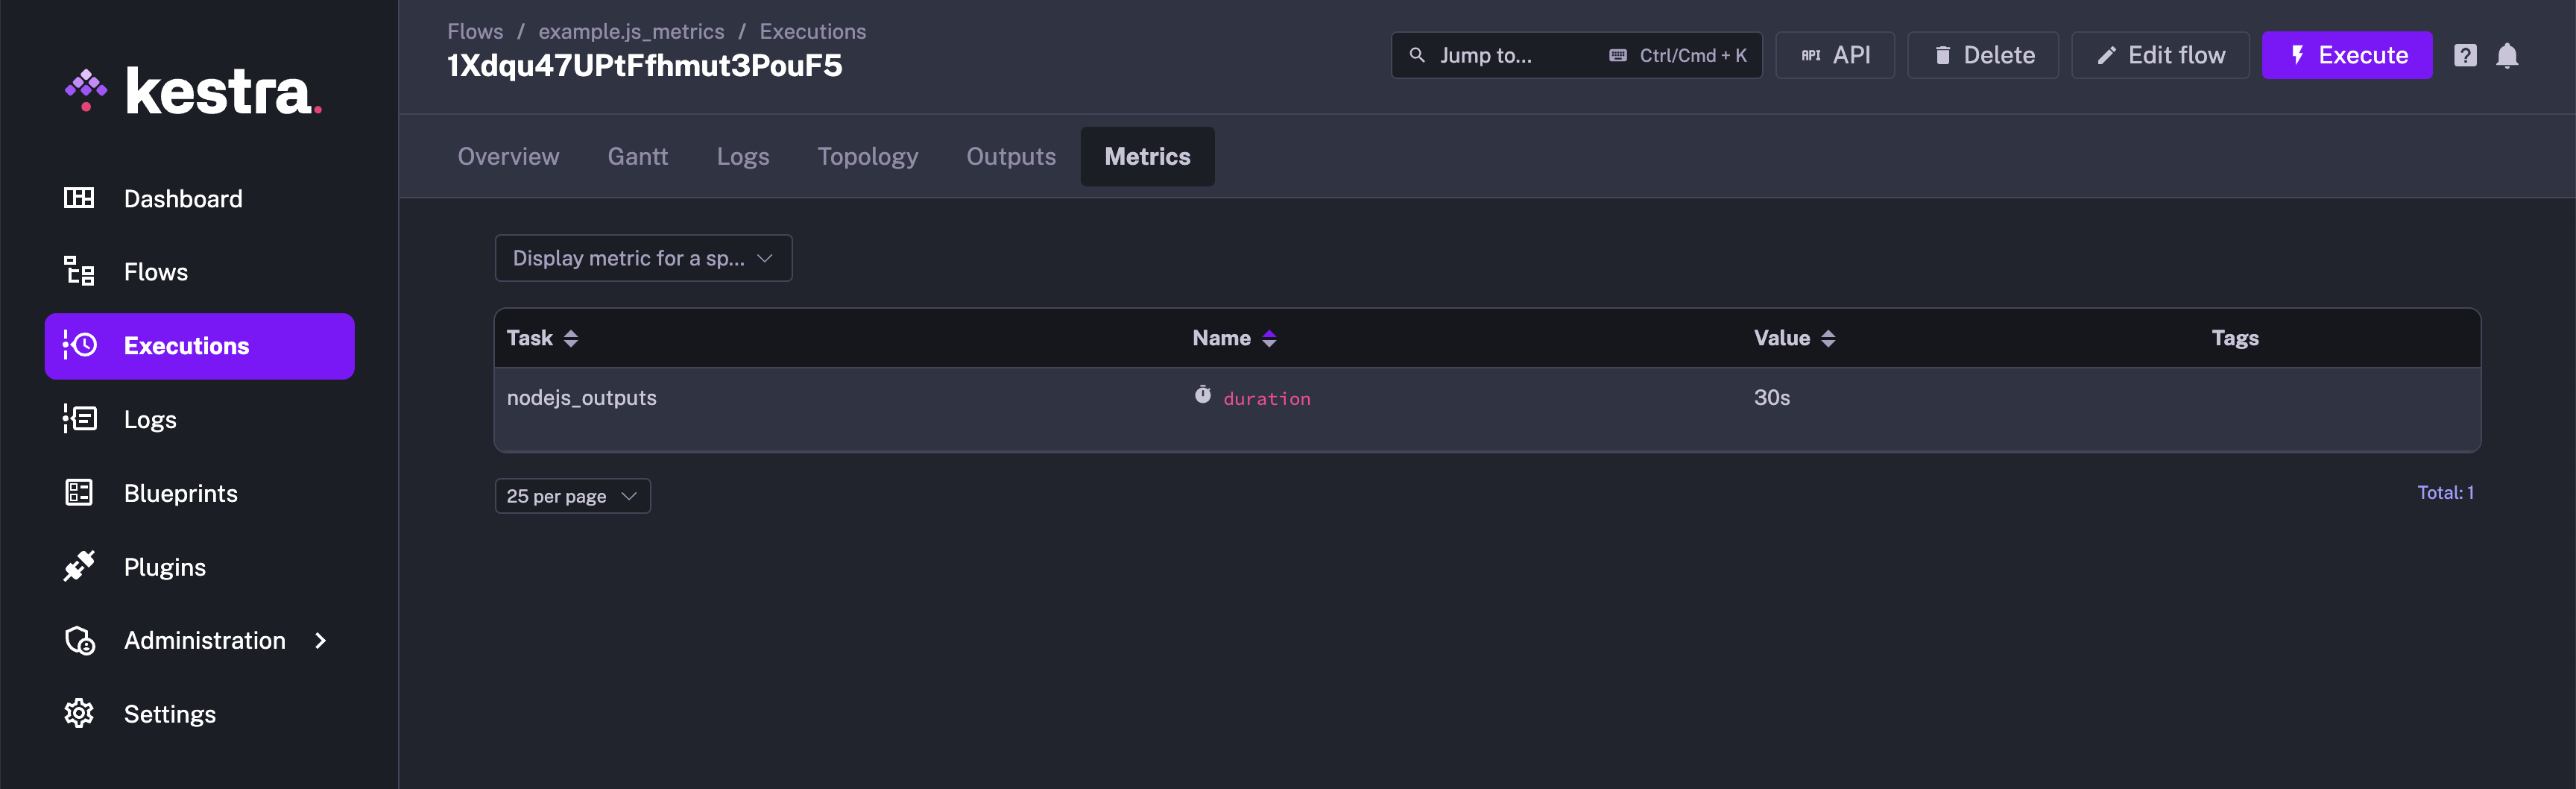 kestra.
Dashboard
Flows
Executions
Logs
Blueprints
Plugins
Administration
Settings
Flows / example.js_metrics / Executions
1Xdqu47UPtFfhmut3PouF5
Jump to... Ctrl/Cmd + K
API API
Delete
Edit flow
Execute
?
Overview Gantt Logs Topology Outputs Metrics
Display metric for a sp...
Task Name Value Tags
nodejs_outputs duration 30s
25 per page
Total: 1